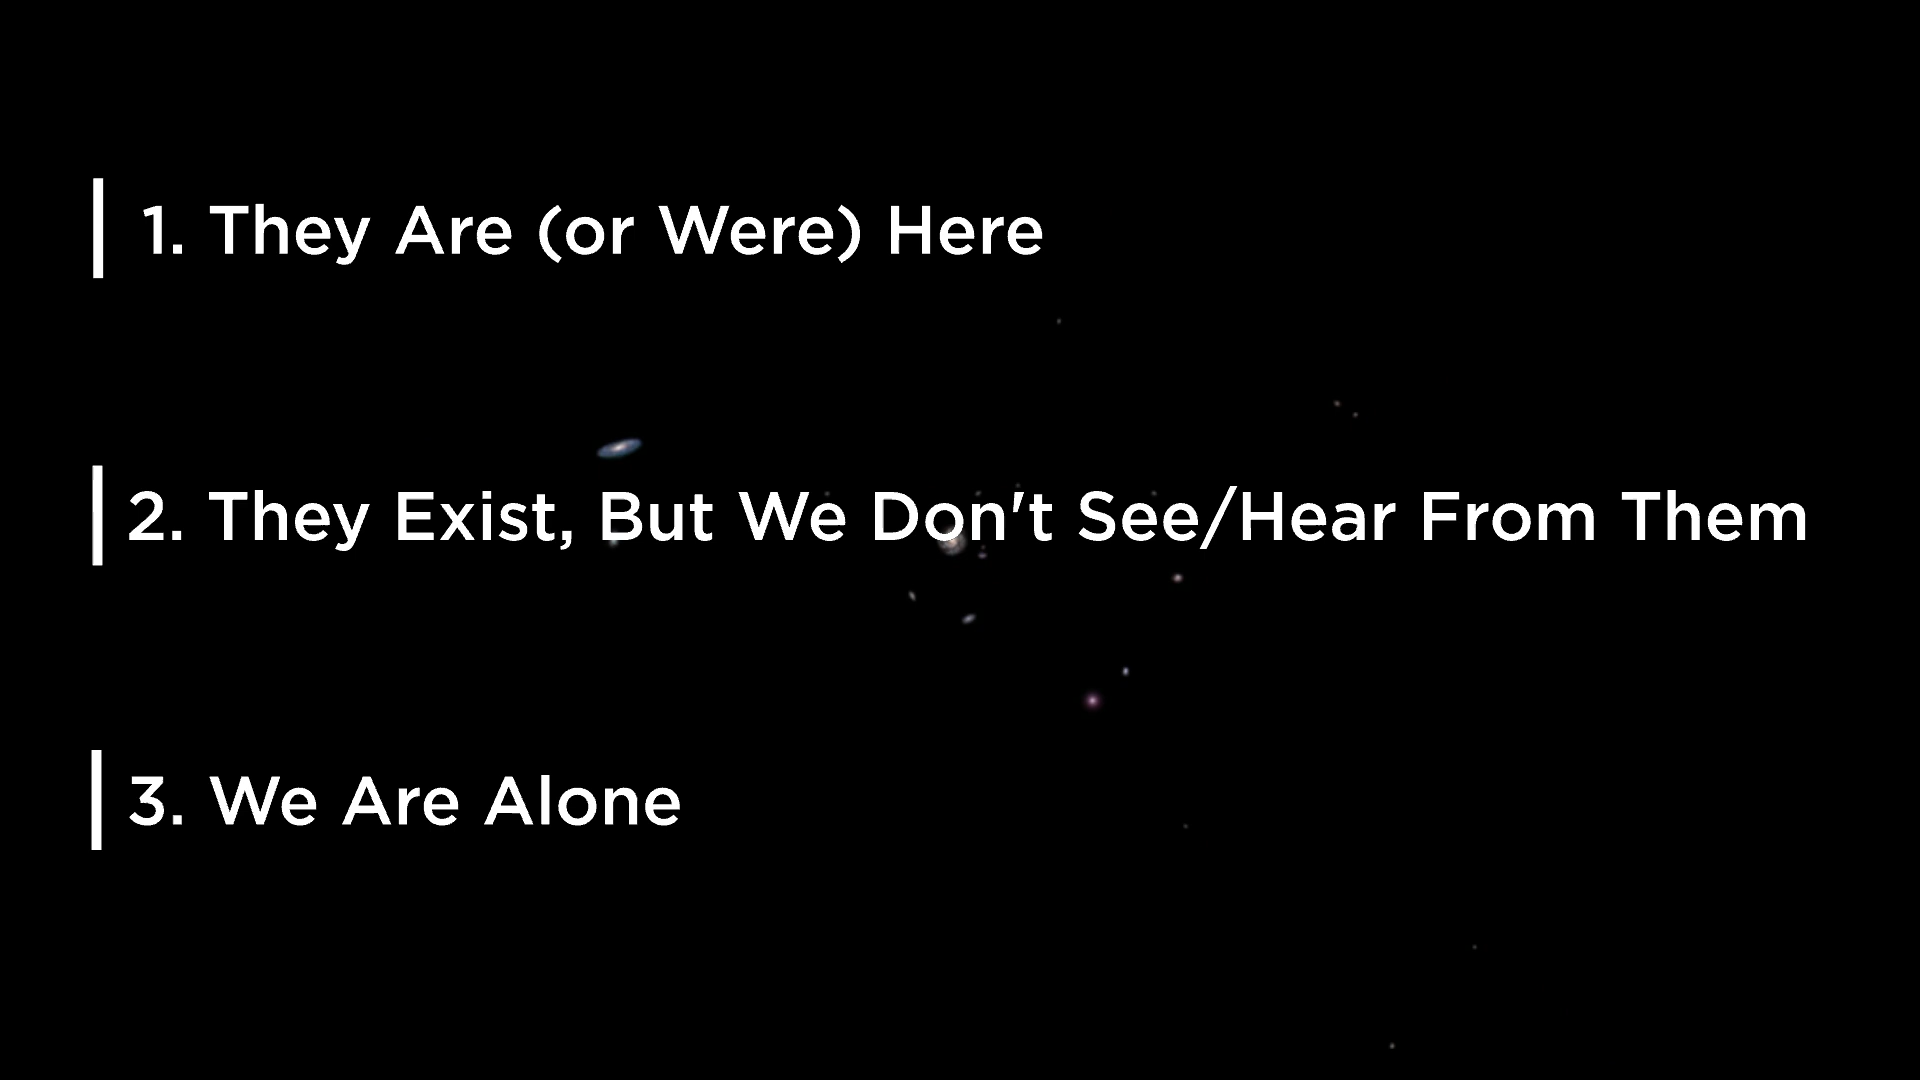 1. They Are (or Were) Here
2. They Exist, But We Don't See/Hear From Them
3. We Are Alone